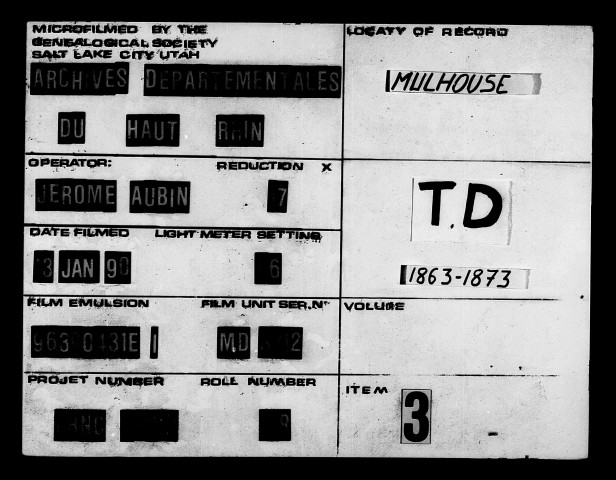 MICROFILMED BY THE
GENEALOGICAL SOCIETY
SALT LAKE CITY UTAH
ARCHIVES DEPARTEMENTALES
DU HAUT RHIN
OPERATOR: REDUCTION X
JEROME AUBIN 7
DATE FILMED LIGHT METER SETTING
3 JAN 90 6
FILM EMULSION FILM UNIT SER.N°
MD
PROJET NUMBER ROLL NUMBER
LOCATY OF RECORD
MULHOUSE
T.D
1863-1873
VOLUME
ITEM
3